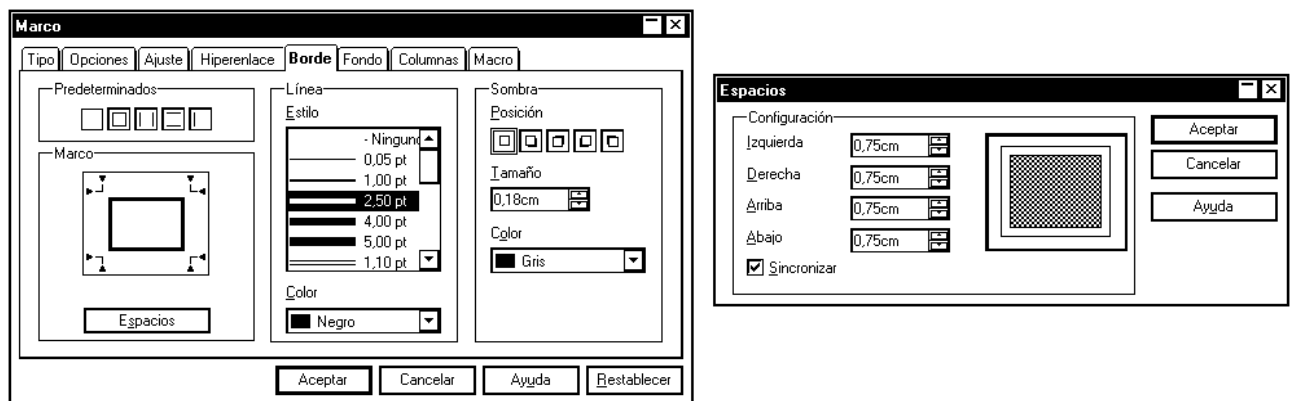 Marco
Tipo Opciones Ajuste Hiperenlace Borde Fondo Columnas Macro
Predeterminados
Marco
Espacios
Línea
Estilo
- Ninguno
0,05 pt
1,00 pt
2,50 pt
4,00 pt
5,00 pt
1,10 pt
Color
Negro
Sombra
Posición
Tamaño
0,18cm
Color
Gris
Aceptar Cancelar Ayuda Restablecer
Espacios
Configuración
Izquierda 0,75cm
Derecha 0,75cm
Arriba 0,75cm
Abajo 0,75cm
Sincronizar
Aceptar
Cancelar
Ayuda